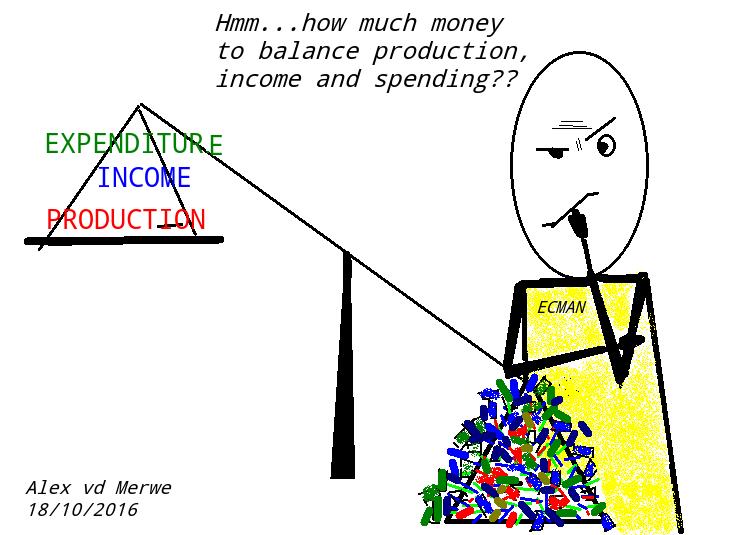 Hmm...how much money
to balance production,
income and spending??
EXPENDITURE
INCOME
PRODUCTION
ECMAN
Alex vd Merwe
18/10/2016